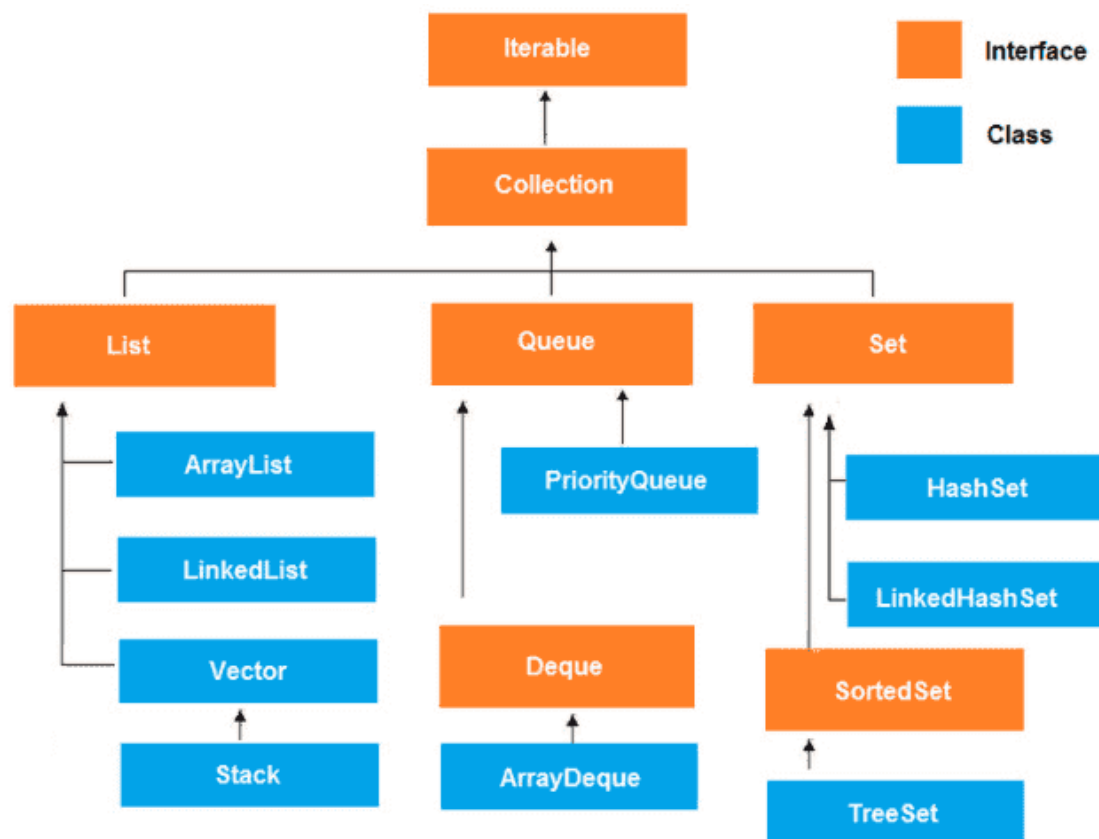 Iterable
Interface
Class
Collection
List
Queue
Set
ArrayList
PriorityQueue
HashSet
LinkedList
LinkedHashSet
Vector
Deque
SortedSet
Stack
ArrayDeque
TreeSet